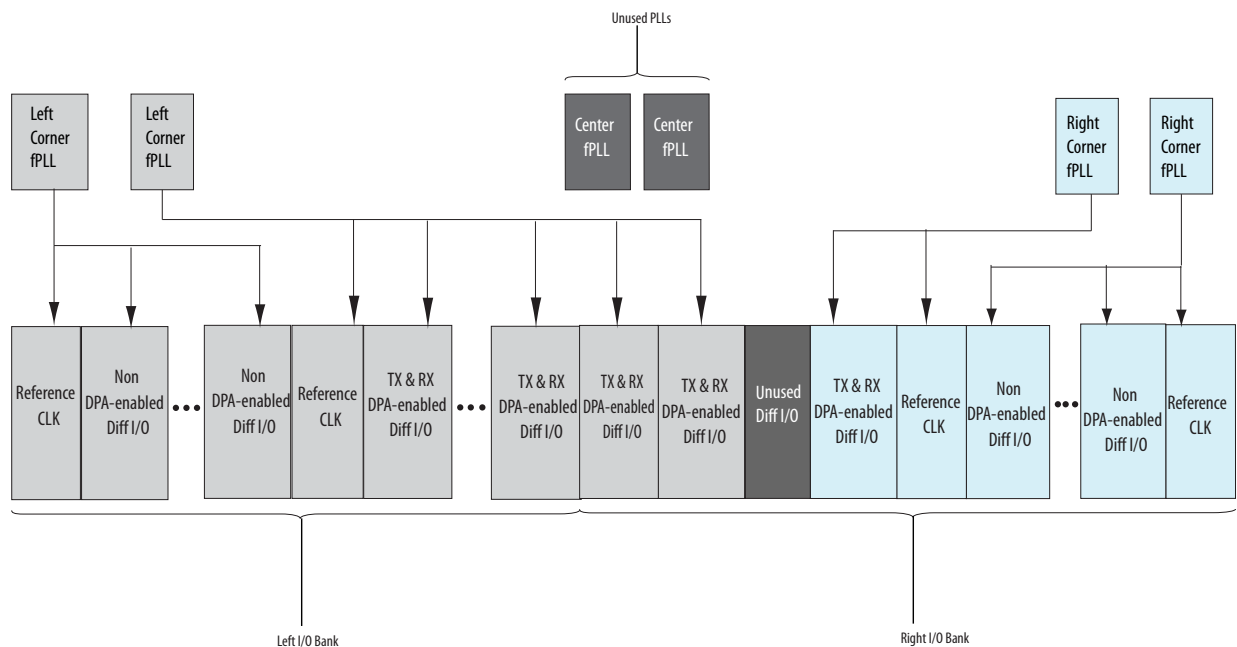 Unused PLLs
Left
Corner
fPLL
Left
Corner
fPLL
Center
fPLL
Center
fPLL
Right
Corner
fPLL
Right
Corner
fPLL
Reference
CLK
Non
DPA-enabled
Diff I/O
Non
DPA-enabled
Diff I/O
Reference
CLK
TX & RX
DPA-enabled
Diff I/O
TX & RX
DPA-enabled
Diff I/O
TX & RX
DPA-enabled
Diff I/O
TX & RX
DPA-enabled
Diff I/O
Unused
Diff I/O
TX & RX
DPA-enabled
Diff I/O
Reference
CLK
Non
DPA-enabled
Diff I/O
Non
DPA-enabled
Diff I/O
Reference
CLK
Left I/O Bank
Right I/O Bank